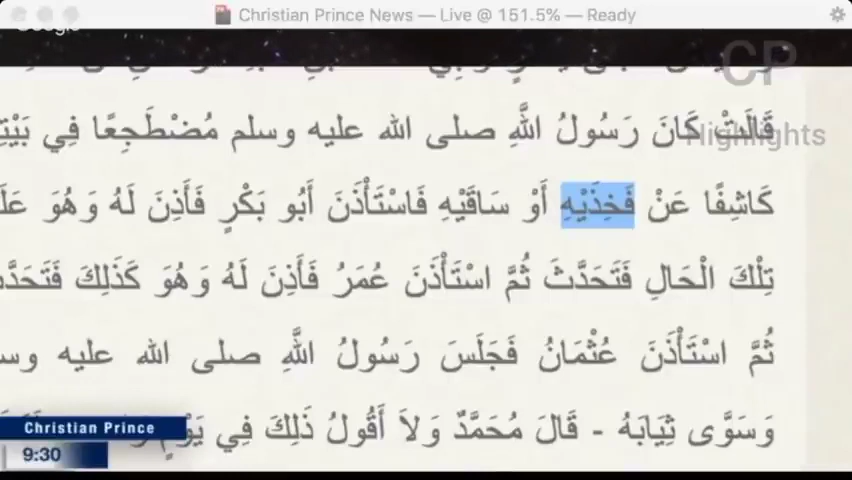 Christian Prince News — Live @ 151.5% — Ready
Google
CP
Highlights
قَالَتْ كَانَ رَسُولُ اللَّهِ صلى الله عليه وسلم مُضْطَجِعًا فِي
كَاشِفًا عَنْ فَخِذَيْهِ أَوْ سَاقَيْهِ فَاسْتَأْذَنَ أَبُو بَكْرٍ فَأَذِنَ لَهُ وَهُوَ
تِلْكَ الْحَالِ فَتَحَدَّثَ ثُمَّ اسْتَأْذَنَ عُمَرُ فَأَذِنَ لَهُ وَهُوَ كَذَلِكَ
ثُمَّ اسْتَأْذَنَ عُثْمَانُ فَجَلَسَ رَسُولُ اللَّهِ صلى الله عليه
وَسَوَّى ثِيَابَهُ - قَالَ مُحَمَّدٌ وَلاَ أَقُولُ ذَلِكَ فِي يَوْمٍ
Christian Prince
9:30